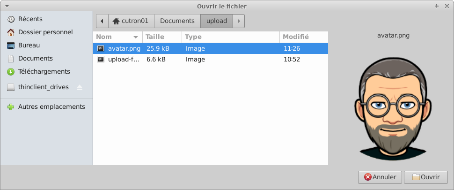 Ouvrir le fichier
Récents
Dossier personnel
Bureau
Documents
Téléchargements
thinclient_drives
Autres emplacements
cutron01 Documents upload
Nom Taille Type Modifié
avatar.png 25.9 kB Image 11:26
upload-f... 6.6 kB Image 10:52
avatar.png
Annuler Ouvrir